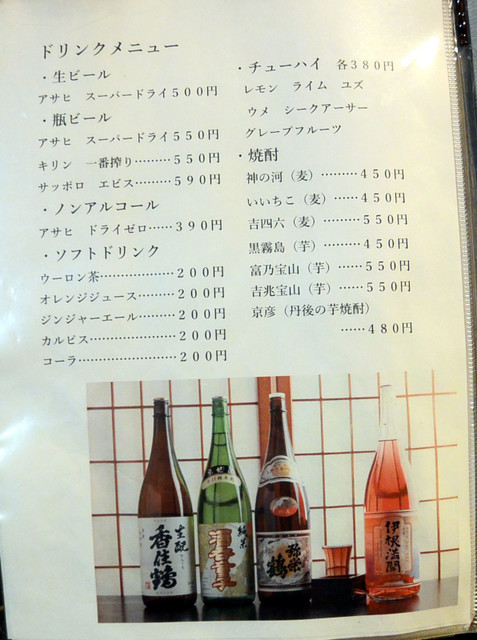 ドリンクメニュー
・生ビール
アサヒ　スーパードライ５００円
・瓶ビール
アサヒ　スーパードライ５５０円
キリン　一番搾り………５５０円
サッポロ　エビス………５９０円
・ノンアルコール
アサヒ　ドライゼロ……３９０円
・ソフトドリンク
ウーロン茶………………２００円
オレンジジュース………２００円
ジンジャーエール………２００円
カルピス…………………２００円
コーラ……………………２００円
・チューハイ　各３８０円
レモン　ライム　ユズ
ウメ　シークアーサー
グレープフルーツ
・焼酎
神の河（麦）………４５０円
いいちこ（麦）……４５０円
吉四六（麦）………５５０円
黒霧島（芋）………４５０円
富乃宝山（芋）……５５０円
吉兆宝山（芋）……５５０円
京彦（丹後の芋焼酎）
……４８０円
生酛
香住鶴
純米
弥栄鶴
伊根満開